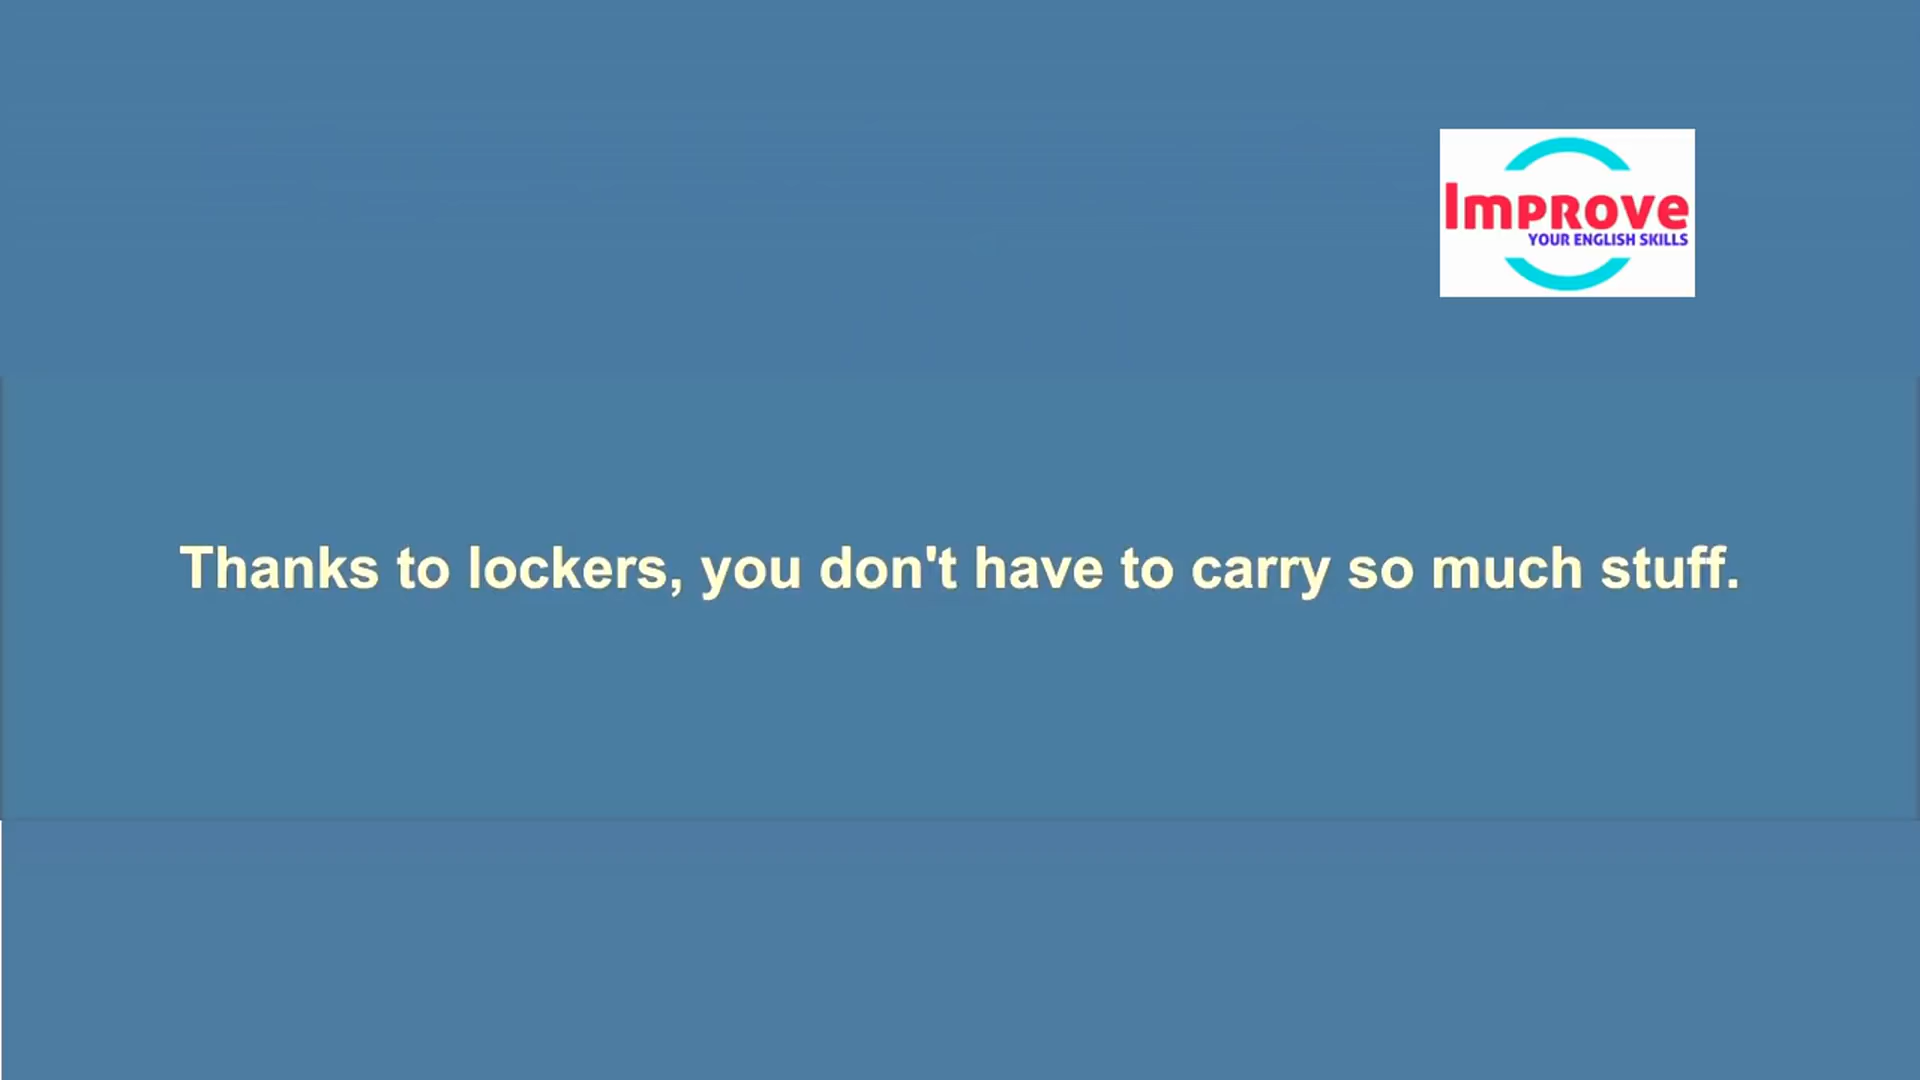 Improve
YOUR ENGLISH SKILLS
Thanks to lockers, you don't have to carry so much stuff.